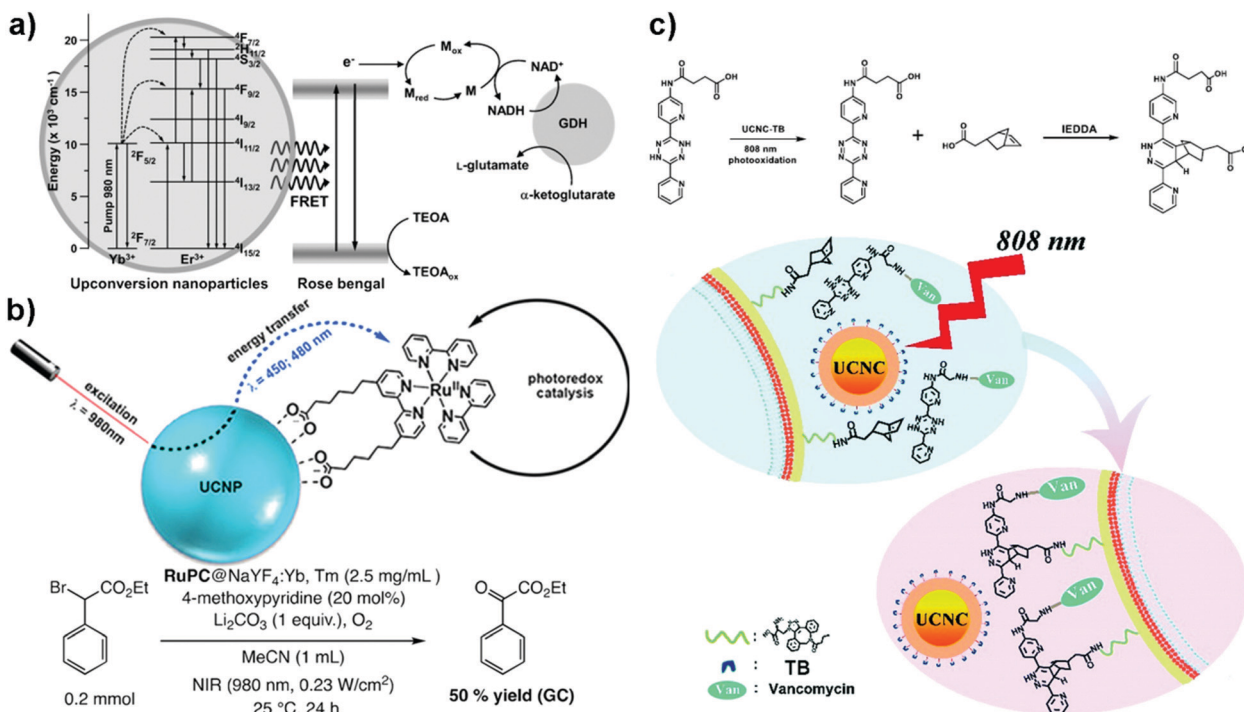 a)
⁴F₇/₂
²H₁₁/₂
⁴S₃/₂
⁴F₉/₂
⁴I₉/₂
⁴I₁₁/₂
⁴I₁₃/₂
⁴I₁₅/₂
20
15
10
5
0
Energy (x 10³ cm⁻¹)
Pump 980 nm
²F₅/₂
²F₇/₂
Yb³⁺
Er³⁺
Upconversion nanoparticles
FRET
e⁻
Mox
Mred
M
NAD⁺
NADH
GDH
L-glutamate
α-ketoglutarate
TEOA
TEOAox
Rose bengal
b)
excitation
λ = 980nm
energy transfer
λ = 450; 480 nm
UCNP
Ruᴵᴵ
photoredox
catalysis
RuPC@NaYF₄:Yb, Tm (2.5 mg/mL)
4-methoxypyridine (20 mol%)
Li₂CO₃ (1 equiv.), O₂
MeCN (1 mL)
NIR (980 nm, 0.23 W/cm²)
25 °C, 24 h
Br
CO₂Et
0.2 mmol
O
CO₂Et
50 % yield (GC)
c)
UCNC-TB
808 nm
photooxidation
+
IEDDA
808 nm
Van
UCNC
Van
Van
Van
UCNC
:
: TB
Van : Vancomycin